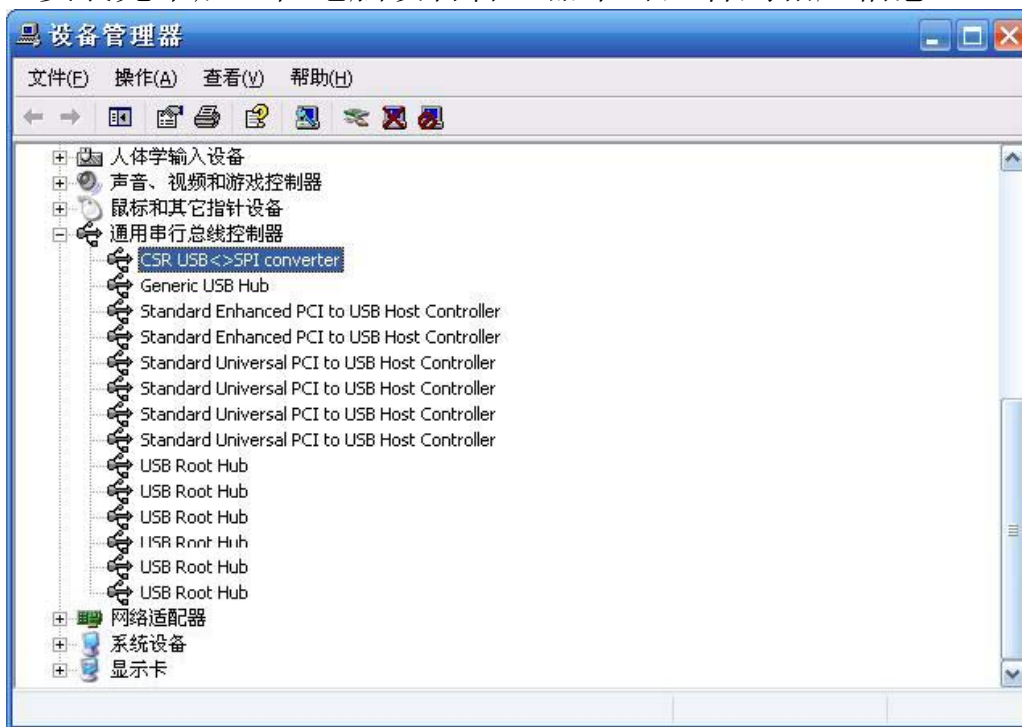 设备管理器
文件(F) 操作(A) 查看(V) 帮助(H)
人体学输入设备
声音、视频和游戏控制器
鼠标和其它指针设备
通用串行总线控制器
CSR USB<>SPI converter
Generic USB Hub
Standard Enhanced PCI to USB Host Controller
Standard Enhanced PCI to USB Host Controller
Standard Universal PCI to USB Host Controller
Standard Universal PCI to USB Host Controller
Standard Universal PCI to USB Host Controller
Standard Universal PCI to USB Host Controller
USB Root Hub
USB Root Hub
USB Root Hub
USB Root Hub
USB Root Hub
USB Root Hub
网络适配器
系统设备
显示卡